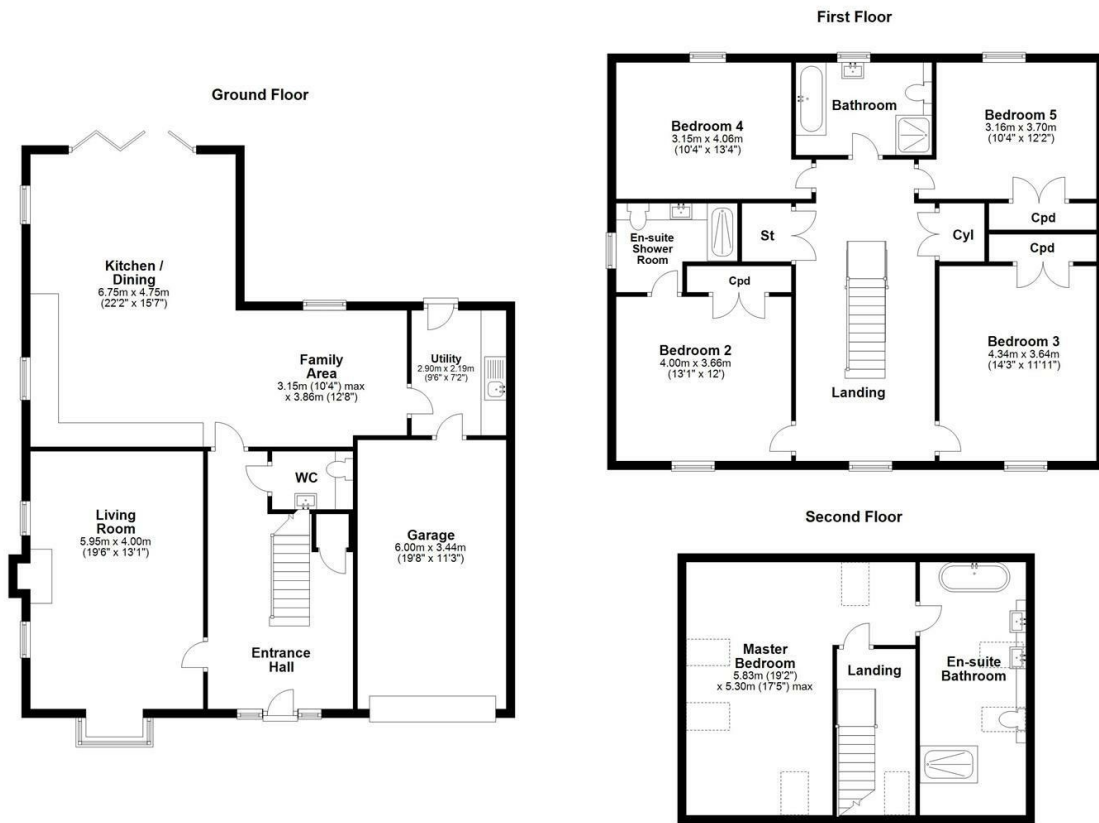 Ground Floor
Kitchen /
Dining
6.75m x 4.75m
(22'2" x 15'7")
Family
Area
3.15m (10'4") max
x 3.86m (12'8")
Utility
2.90m x 2.19m
(9'6" x 7'2")
WC
Living
Room
5.95m x 4.00m
(19'6" x 13'1")
Garage
6.00m x 3.44m
(19'8" x 11'3")
Entrance
Hall
First Floor
Bedroom 4
3.15m x 4.06m
(10'4" x 13'4")
Bathroom
Bedroom 5
3.16m x 3.70m
(10'4" x 12'2")
En-suite
Shower
Room
St
Cyl
Cpd
Cpd
Cpd
Bedroom 2
4.00m x 3.66m
(13'1" x 12')
Landing
Bedroom 3
4.34m x 3.64m
(14'3" x 11'11")
Second Floor
Master
Bedroom
5.83m (19'2")
x 5.30m (17'5") max
Landing
En-suite
Bathroom